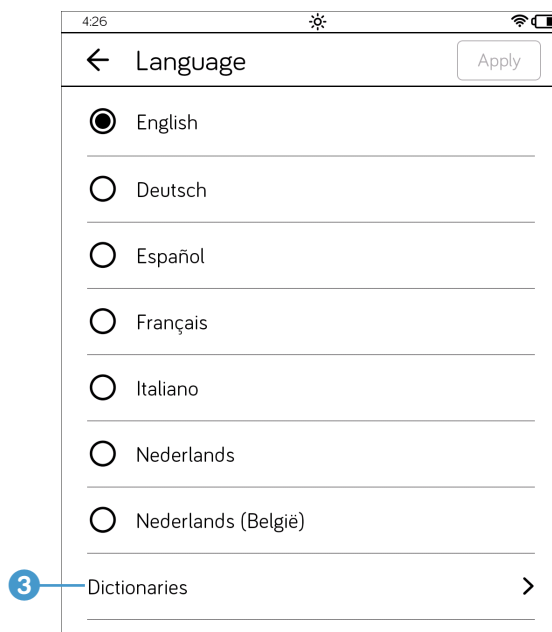 4:26
Language
Apply
English
Deutsch
Español
Français
Italiano
Nederlands
Nederlands (België)
3
Dictionaries